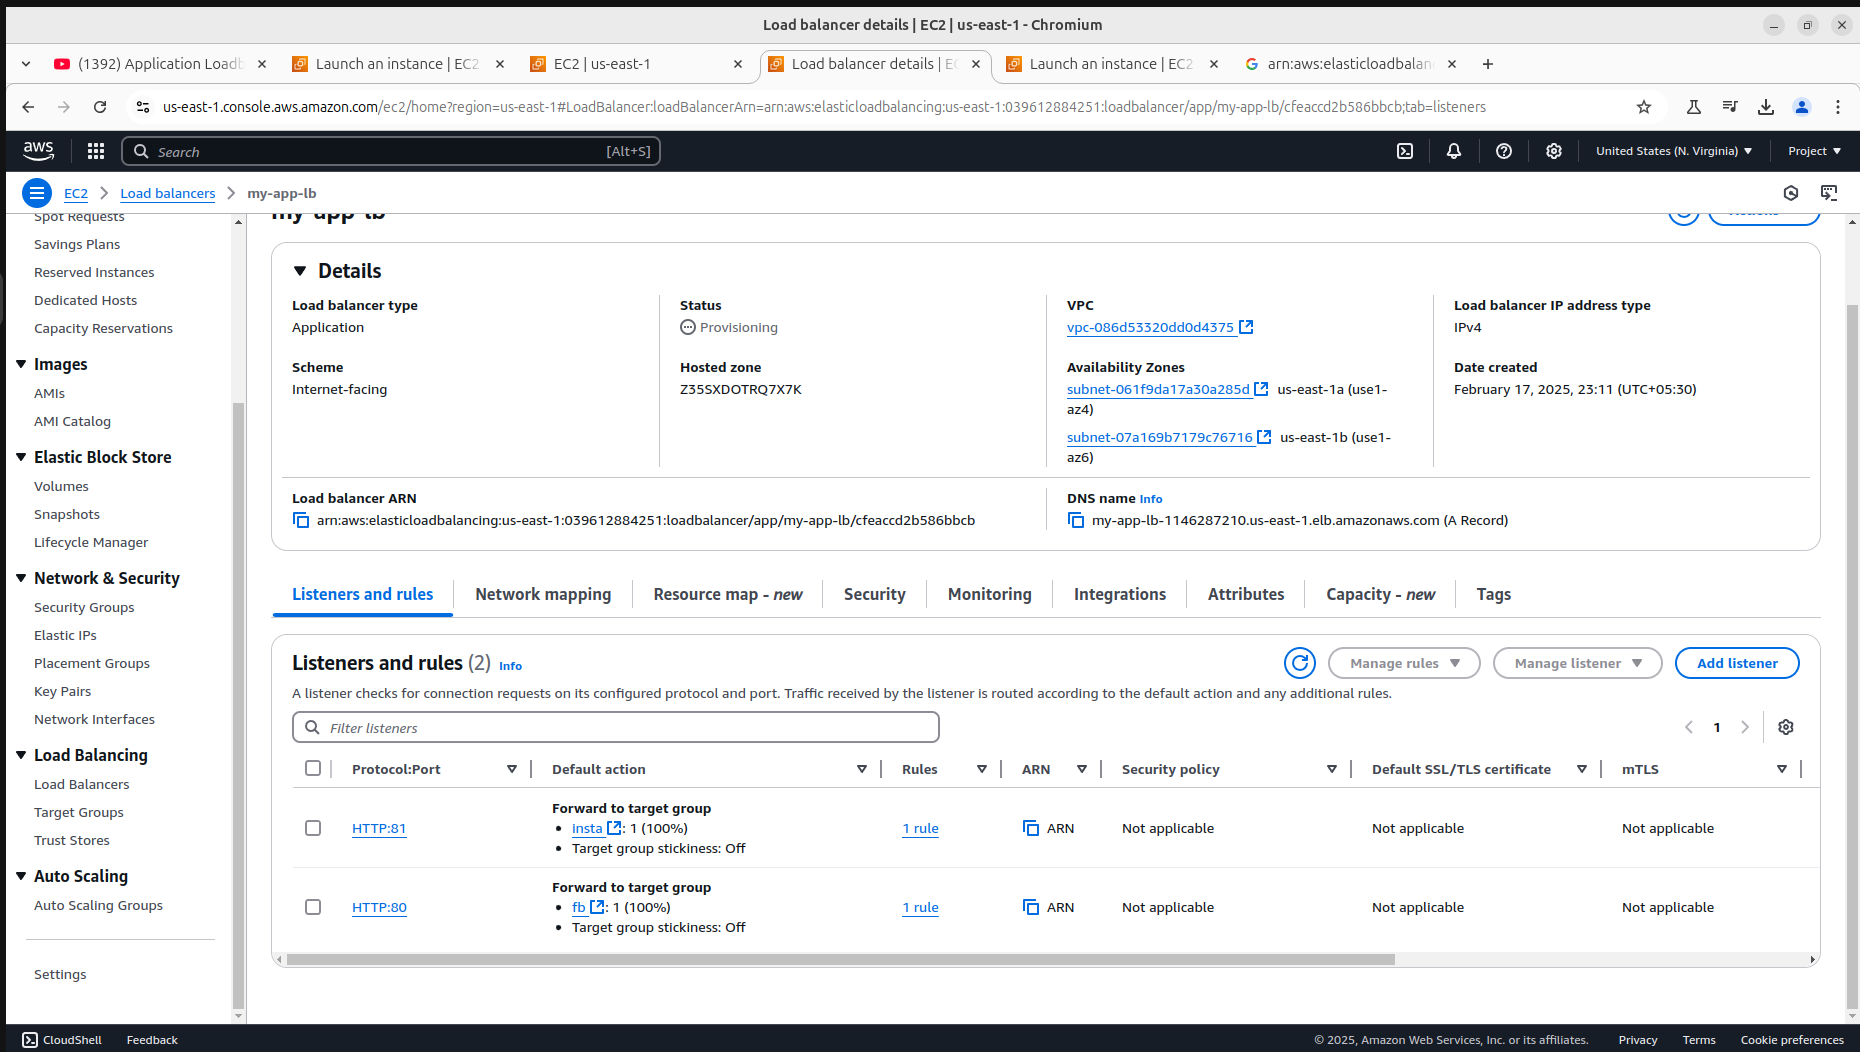 Load balancer details | EC2 | us-east-1 - Chromium
(1392) Application Loadb
Launch an instance | EC2
EC2 | us-east-1
Load balancer details | EC
Launch an instance | EC2
arn:aws:elasticloadbalan
us-east-1.console.aws.amazon.com/ec2/home?region=us-east-1#LoadBalancer:loadBalancerArn=arn:aws:elasticloadbalancing:us-east-1:039612884251:loadbalancer/app/my-app-lb/cfeaccd2b586bbcb;tab=listeners
aws
Search
[Alt+S]
United States (N. Virginia)
Project
EC2
Load balancers
my-app-lb
Spot Requests
Savings Plans
Reserved Instances
Dedicated Hosts
Capacity Reservations
Images
AMIs
AMI Catalog
Elastic Block Store
Volumes
Snapshots
Lifecycle Manager
Network & Security
Security Groups
Elastic IPs
Placement Groups
Key Pairs
Network Interfaces
Load Balancing
Load Balancers
Target Groups
Trust Stores
Auto Scaling
Auto Scaling Groups
Settings
my-app-lb
Actions
Details
Load balancer type
Application
Status
Provisioning
VPC
vpc-086d53320dd0d4375
Load balancer IP address type
IPv4
Scheme
Internet-facing
Hosted zone
Z35SXDOTRQ7X7K
Availability Zones
subnet-061f9da17a30a285d us-east-1a (use1-
az4)
subnet-07a169b7179c76716 us-east-1b (use1-
az6)
Date created
February 17, 2025, 23:11 (UTC+05:30)
Load balancer ARN
arn:aws:elasticloadbalancing:us-east-1:039612884251:loadbalancer/app/my-app-lb/cfeaccd2b586bbcb
DNS name Info
my-app-lb-1146287210.us-east-1.elb.amazonaws.com (A Record)
Listeners and rules
Network mapping
Resource map - new
Security
Monitoring
Integrations
Attributes
Capacity - new
Tags
Listeners and rules (2) Info
Manage rules
Manage listener
Add listener
A listener checks for connection requests on its configured protocol and port. Traffic received by the listener is routed according to the default action and any additional rules.
Filter listeners
1
Protocol:Port
Default action
Rules
ARN
Security policy
Default SSL/TLS certificate
mTLS
HTTP:81
Forward to target group
• insta : 1 (100%)
• Target group stickiness: Off
1 rule
ARN
Not applicable
Not applicable
Not applicable
HTTP:80
Forward to target group
• fb : 1 (100%)
• Target group stickiness: Off
1 rule
ARN
Not applicable
Not applicable
Not applicable
CloudShell
Feedback
© 2025, Amazon Web Services, Inc. or its affiliates.
Privacy
Terms
Cookie preferences